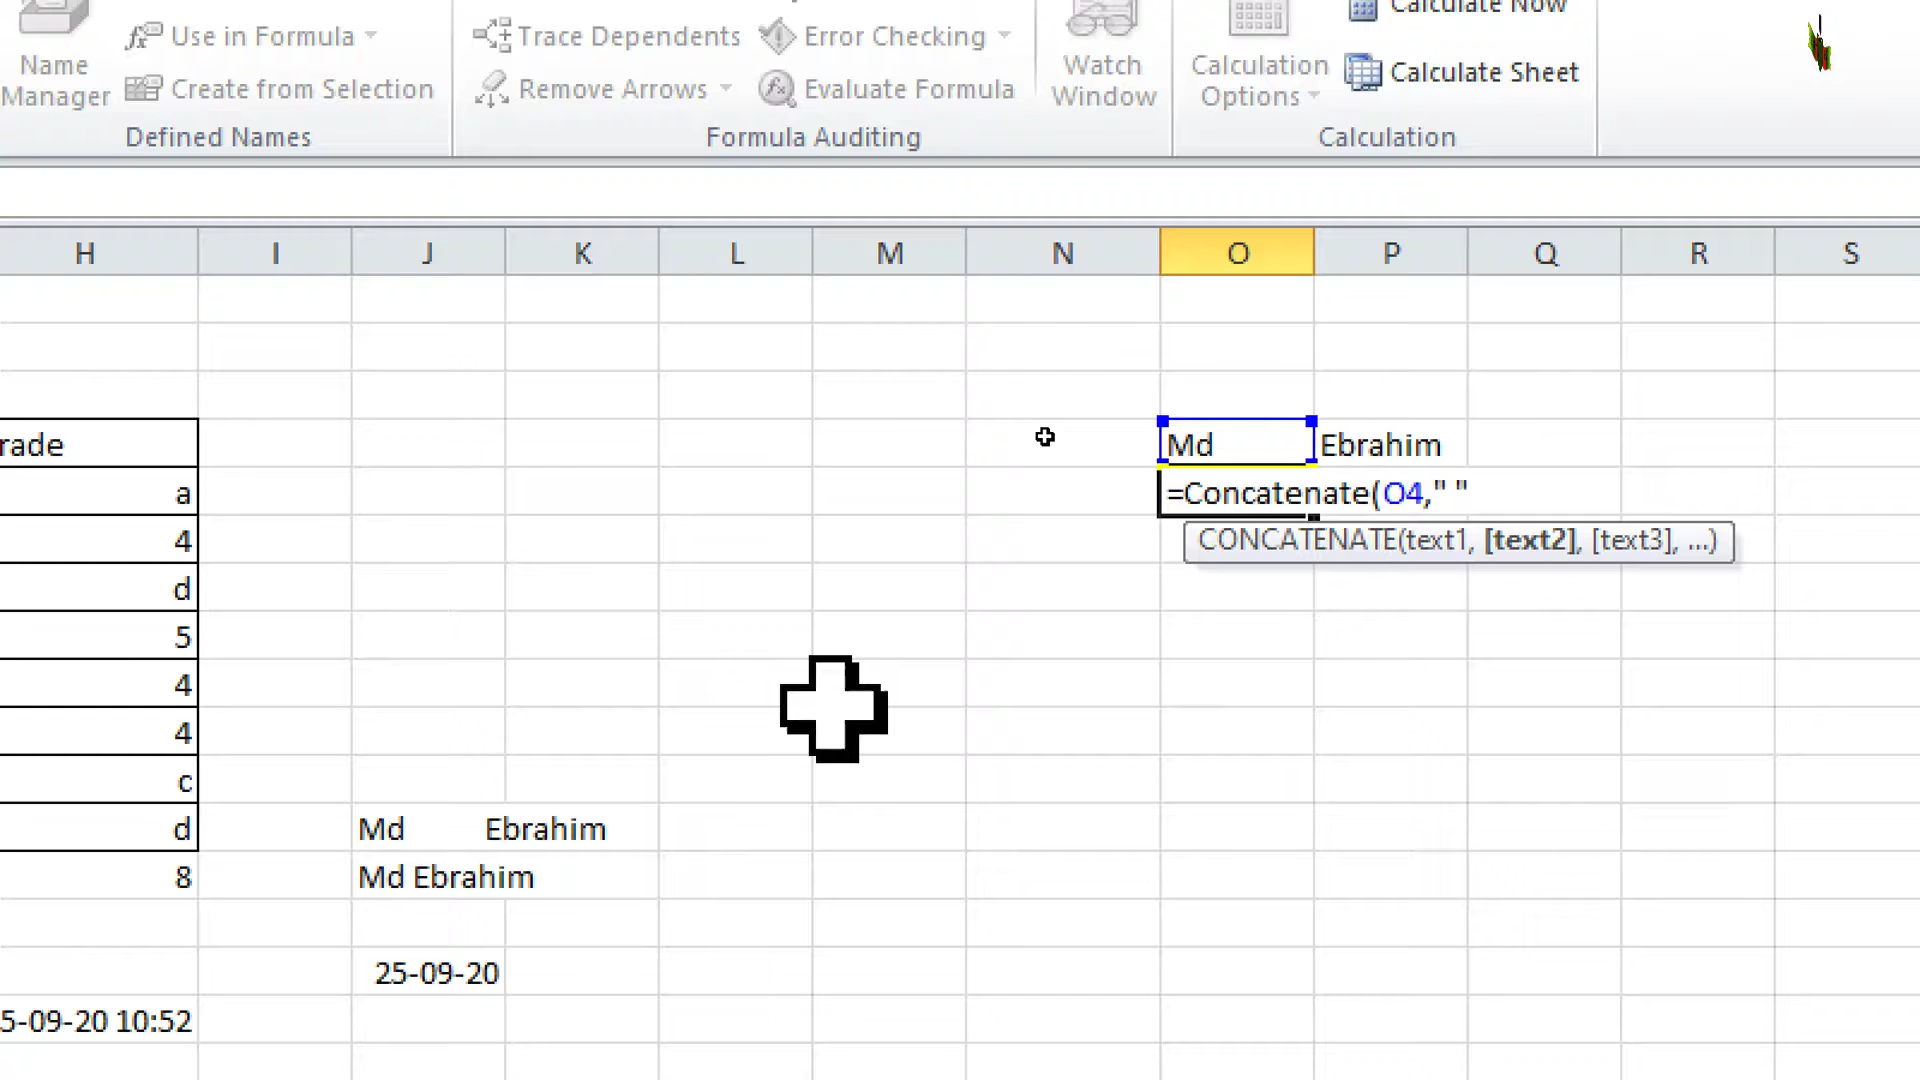 Calculate Now
Use in Formula
Trace Dependents
Error Checking
Name Manager
Create from Selection
Remove Arrows
Evaluate Formula
Watch Window
Calculation Options
Calculate Sheet
Defined Names
Formula Auditing
Calculation
H I J K L M N O P Q R S
rade Md Ebrahim
a =Concatenate(O4," "
CONCATENATE(text1, [text2], [text3], ...)
4
d
5
4
4
c
d Md Ebrahim
8 Md Ebrahim
25-09-20
5-09-20 10:52